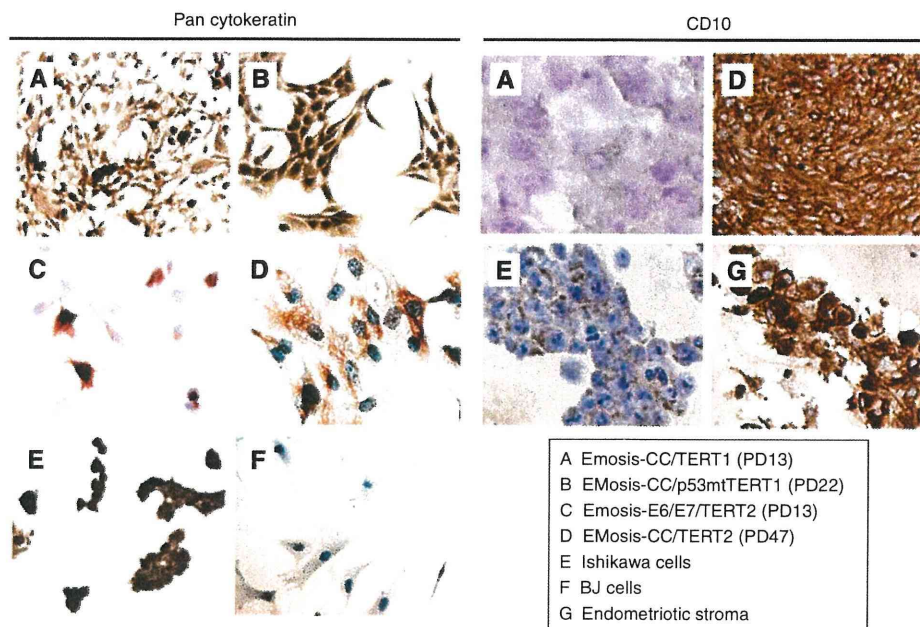 Pan cytokeratin
CD10
A
B
A
D
C
D
E
G
E
F
A Emosis-CC/TERT1 (PD13)
B EMosis-CC/p53mtTERT1 (PD22)
C Emosis-E6/E7/TERT2 (PD13)
D EMosis-CC/TERT2 (PD47)
E Ishikawa cells
F BJ cells
G Endometriotic stroma